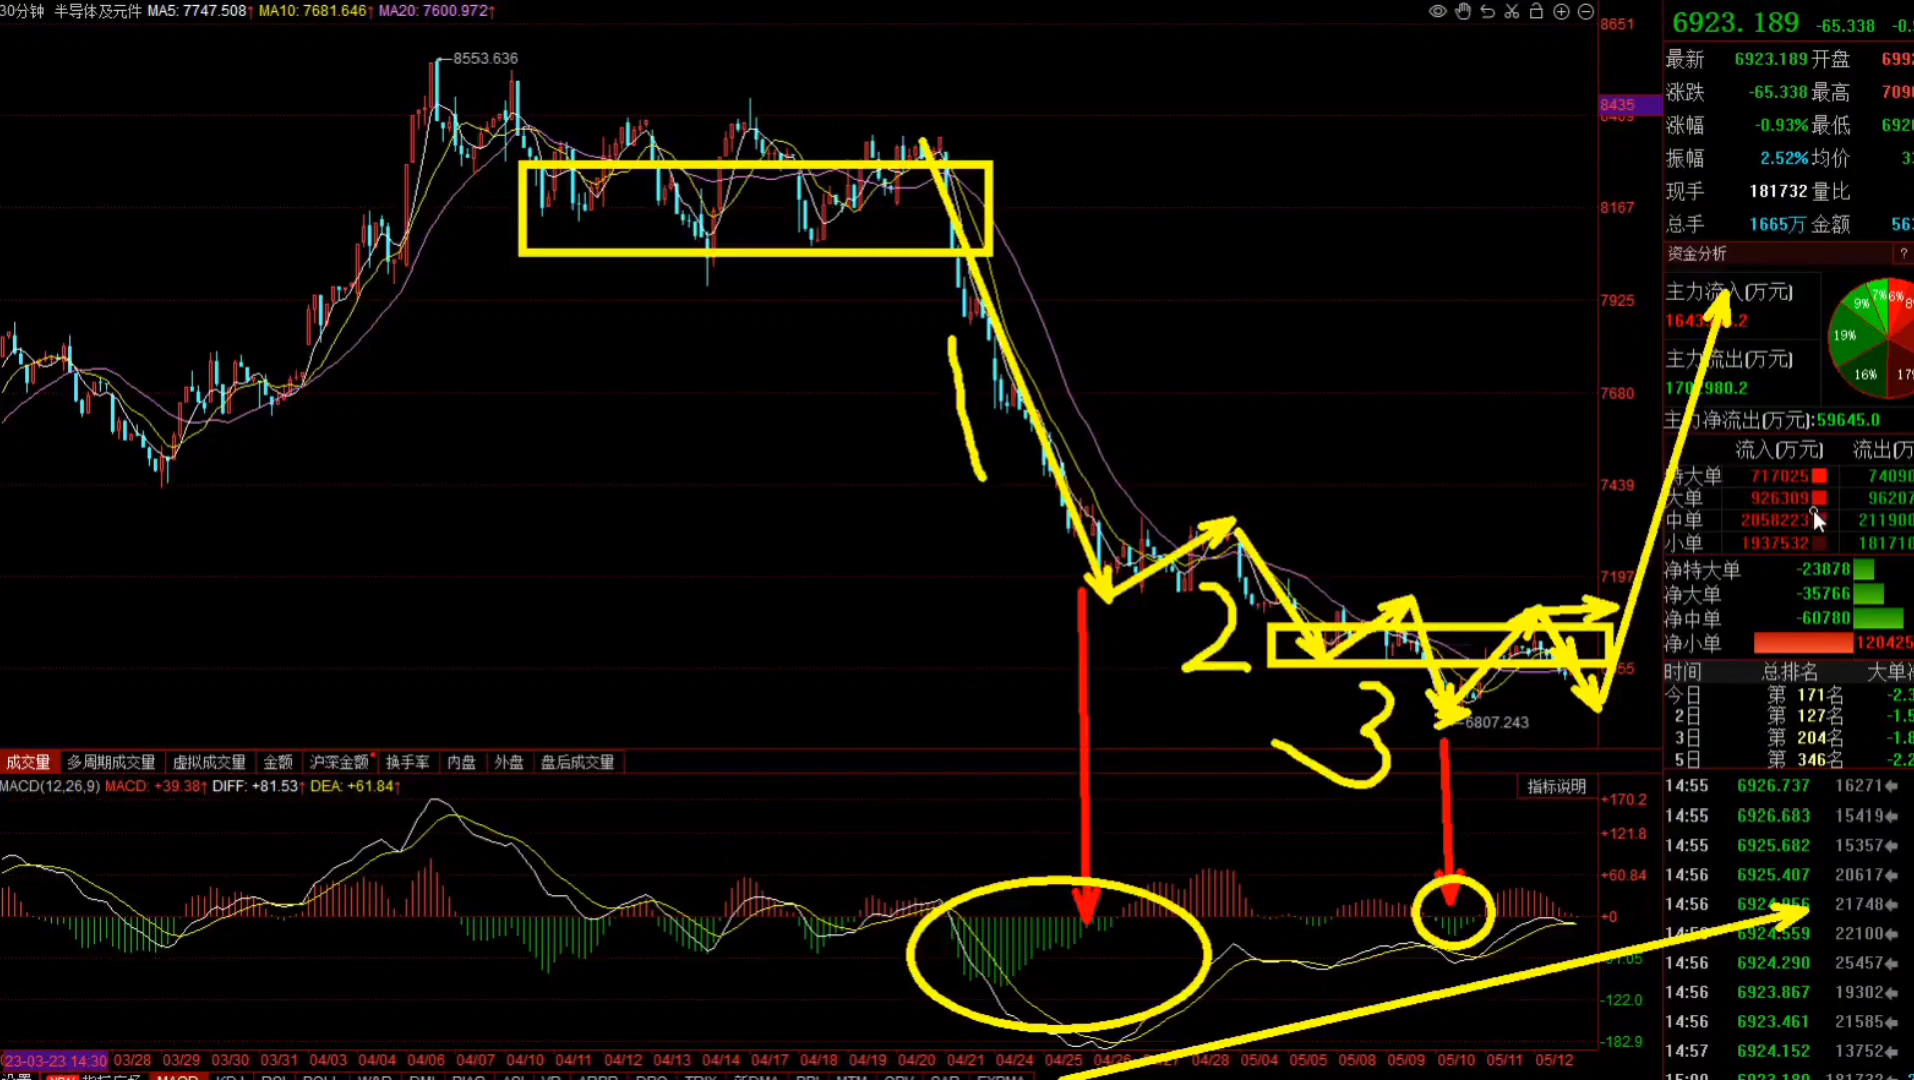 30分钟 半导体及元件 MA5: 7747.508↑ MA10: 7681.646↑ MA20: 7600.972↑
8553.636
8651
8435
8409
8167
7925
7680
7439
7197
6807.243
1
2
3
6923.189 -65.338
最新 6923.189 开盘
涨跌 -65.338 最高
涨幅 -0.93% 最低
振幅 2.52% 均价
现手 181732 量比
总手 1665万 金额
资金分析 ?
主力流入(万元)
9% 7% 6%
19%
16%
主力流出(万元)
主力净流出(万元):59645.0
流入(万元)
特大单 717025
大单 926309
中单 2058223
小单 1937532
净特大单 -23878
净大单 -35766
净中单 -60780
净小单 120425
时间 总排名
今日 第 171名
2日 第 127名
3日 第 204名
5日 第 346名
成交量 多周期成交量 虚拟成交量 金额 沪深金额 换手率 内盘 外盘 盘后成交量
MACD(12,26,9) MACD: +39.38↑ DIFF: +81.53↑ DEA: +61.84↑
指标说明
+170.2
+121.8
+60.84
+0
-122.0
-182.9
14:55 6926.737 16271
14:55 6926.683 15419
14:55 6925.682 15357
14:56 6925.407 20617
14:56 21748
6924.559 22100
14:56 6924.290 25457
14:56 6923.867 19302
14:56 6923.461 21585
14:57 6924.152 13752
23-03-23 14:30 03/28 03/29 03/30 03/31 04/03 04/04 04/06 04/07 04/10 04/11 04/12 04/13 04/14 04/17 04/18 04/19 04/20 04/21 04/24 04/25 04/26 04/28 05/04 05/05 05/08 05/09 05/10 05/11 05/12